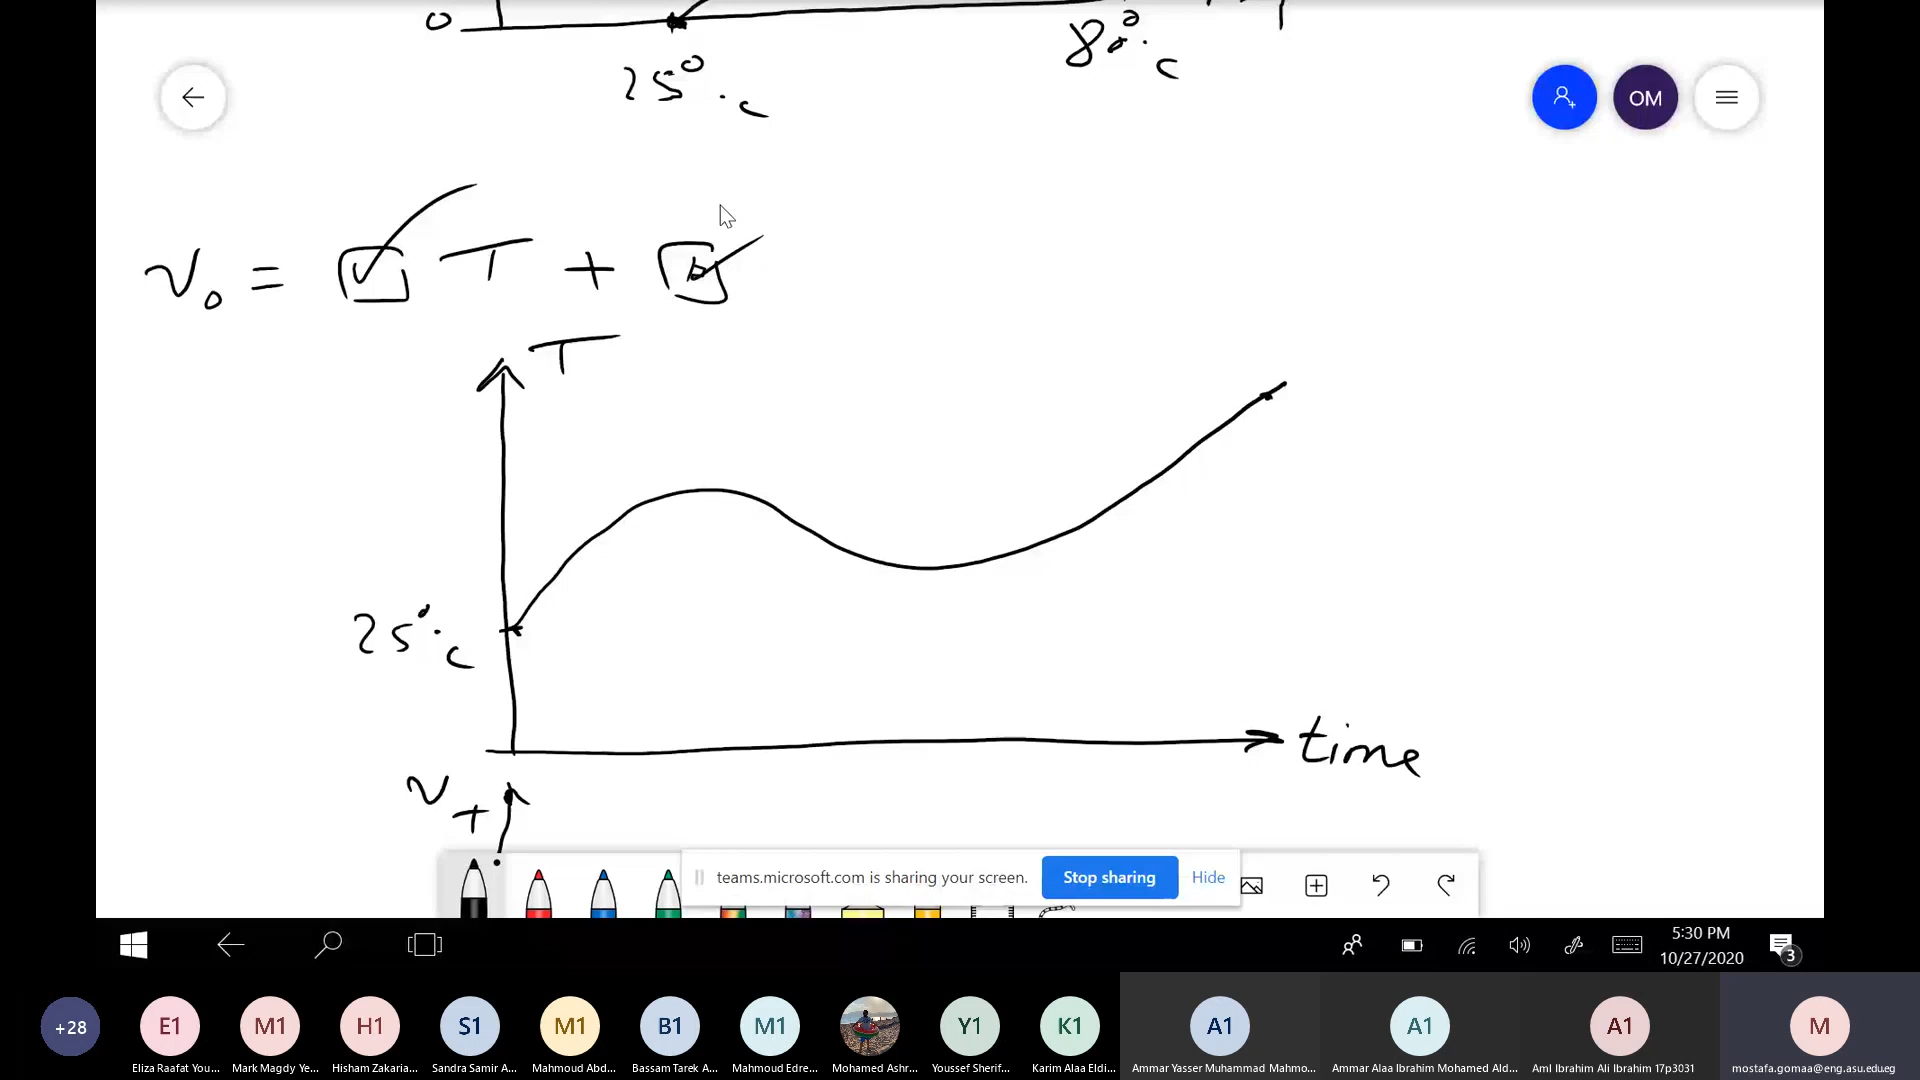 0
80°.c
25°.c
OM
v₀ = T +
T
25°.c
time
v+
teams.microsoft.com is sharing your screen.
Stop sharing
Hide
5:30 PM
10/27/2020
3
+28
E1
M1
H1
S1
M1
B1
M1
Y1
K1
A1
A1
A1
M
Eliza Raafat You...
Mark Magdy Ye...
Hisham Zakaria...
Sandra Samir A...
Mahmoud Abd...
Bassam Tarek A...
Mahmoud Edre...
Mohamed Ashr...
Youssef Sherif...
Karim Alaa Eldi...
Ammar Yasser Muhammad Mahmo...
Ammar Alaa Ibrahim Mohamed Ald...
Aml Ibrahim Ali Ibrahim 17p3031
mostafa.gomaa@eng.asu.edu.eg